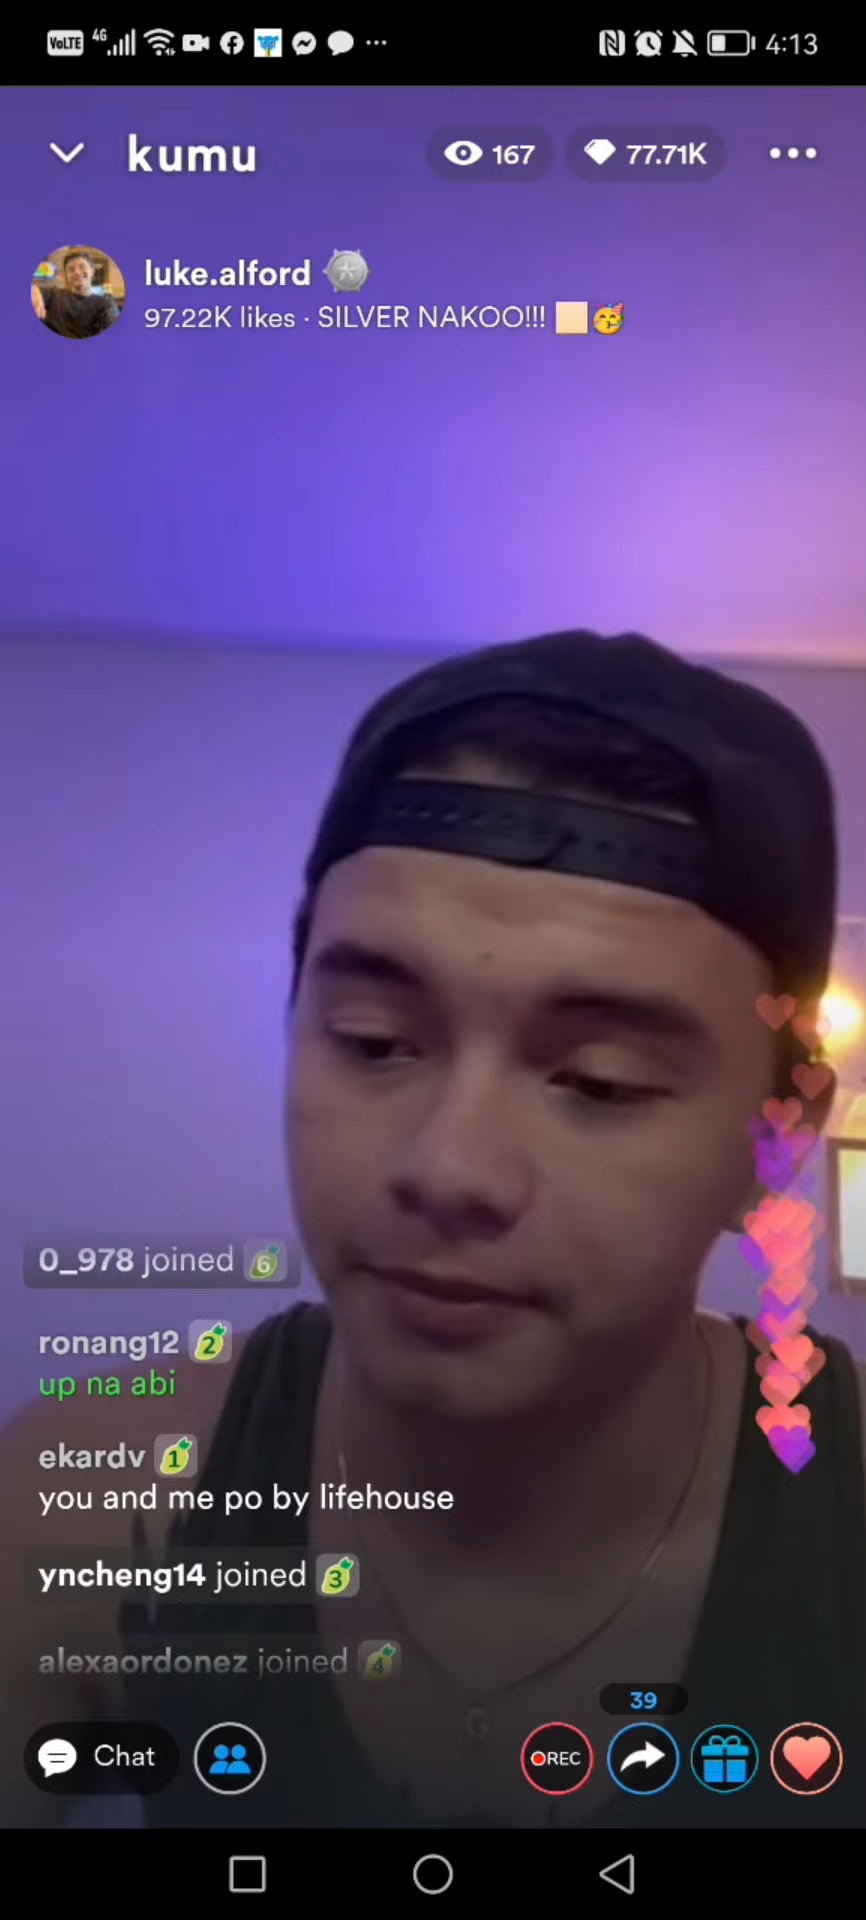 VoLTE 4G 4:13
kumu 167 77.71K
luke.alford
97.22K likes · SILVER NAKOO!!!
0_978 joined 6
ronang12 2
up na abi
ekardv 1
you and me po by lifehouse
yncheng14 joined 3
alexaordonez joined 4
39
Chat REC
G